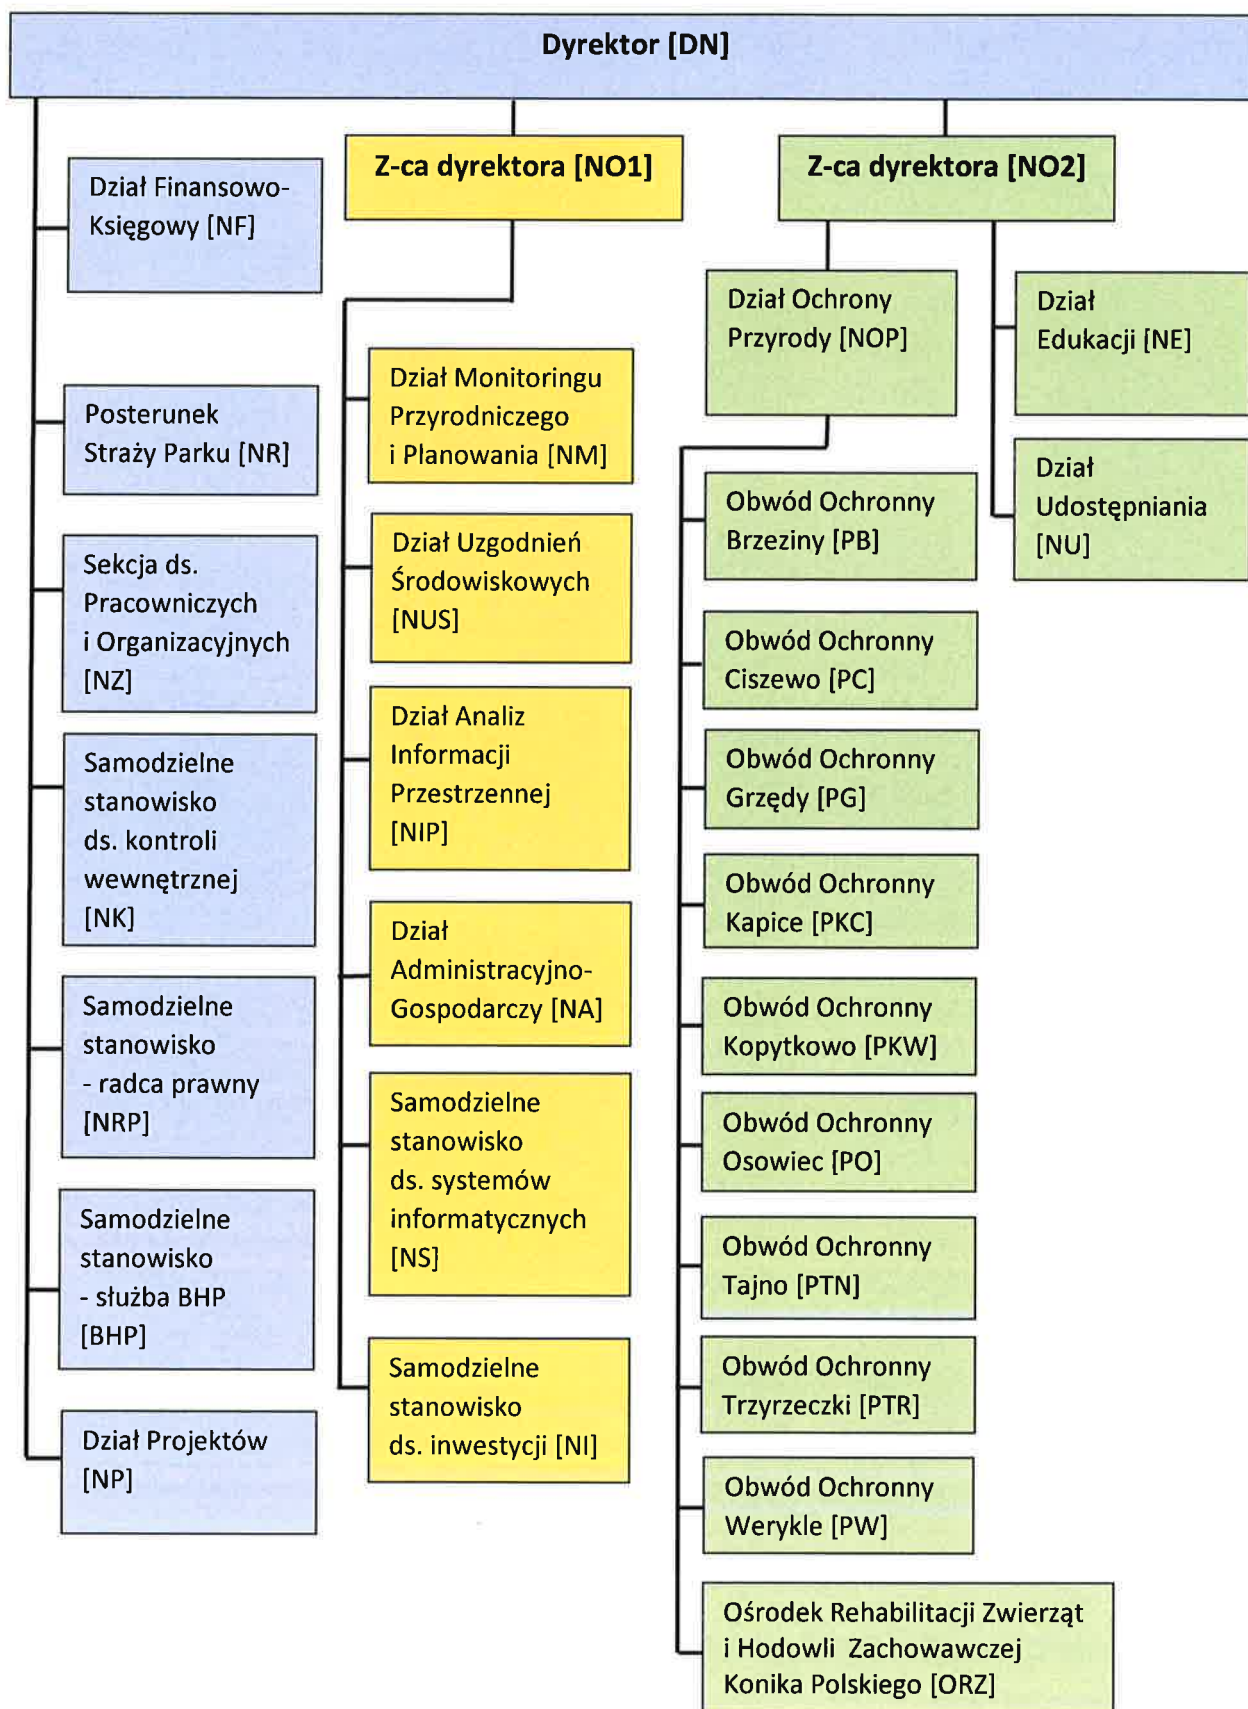 Dyrektor [DN]
Dział Finansowo-
Księgowy [NF]
Posterunek
Straży Parku [NR]
Sekcja ds.
Pracowniczych
i Organizacyjnych
[NZ]
Samodzielne
stanowisko
ds. kontroli
wewnętrznej
[NK]
Samodzielne
stanowisko
- radca prawny
[NRP]
Samodzielne
stanowisko
- służba BHP
[BHP]
Dział Projektów
[NP]
Z-ca dyrektora [NO1]
Dział Monitoringu
Przyrodniczego
i Planowania [NM]
Dział Uzgodnień
Środowiskowych
[NUS]
Dział Analiz
Informacji
Przestrzennej
[NIP]
Dział
Administracyjno-
Gospodarczy [NA]
Samodzielne
stanowisko
ds. systemów
informatycznych
[NS]
Samodzielne
stanowisko
ds. inwestycji [NI]
Z-ca dyrektora [NO2]
Dział Ochrony
Przyrody [NOP]
Obwód Ochronny
Brzeziny [PB]
Obwód Ochronny
Ciszewo [PC]
Obwód Ochronny
Grzędy [PG]
Obwód Ochronny
Kapice [PKC]
Obwód Ochronny
Kopytkowo [PKW]
Obwód Ochronny
Osowiec [PO]
Obwód Ochronny
Tajno [PTN]
Obwód Ochronny
Trzyrzeczki [PTR]
Obwód Ochronny
Werykle [PW]
Ośrodek Rehabilitacji Zwierząt
i Hodowli Zachowawczej
Konika Polskiego [ORZ]
Dział
Edukacji [NE]
Dział
Udostępniania
[NU]